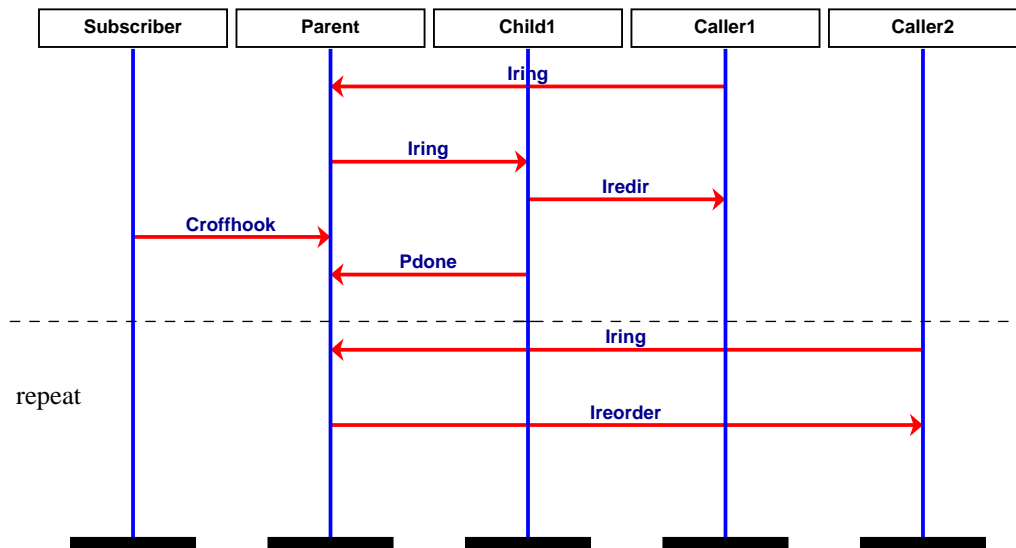 Subscriber Parent Child1 Caller1 Caller2
Iring
Iring
Iredir
Croffhook
Pdone
Iring
repeat
Ireorder